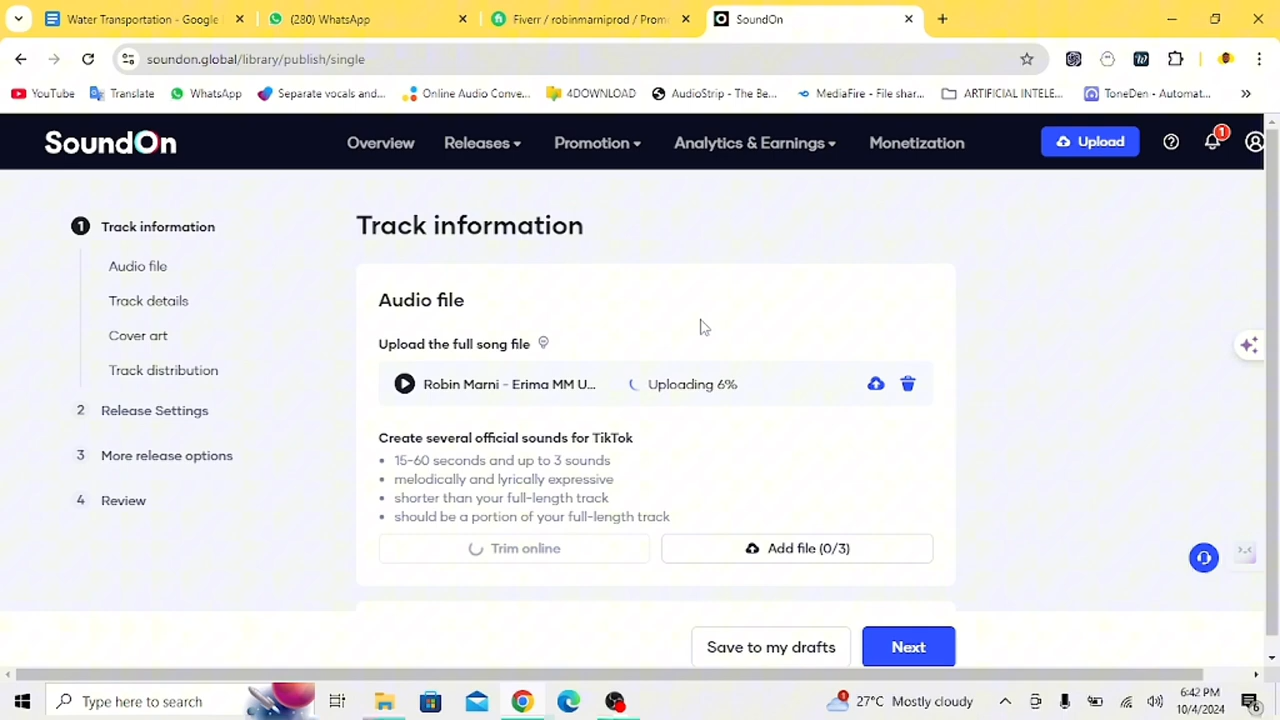 Water Transportation - Google
(280) WhatsApp
Fiverr / robinmarniprod / Prom
SoundOn
soundon.global/library/publish/single
YouTube
Translate
WhatsApp
Separate vocals and...
Online Audio Conve...
4DOWNLOAD
AudioStrip - The Be...
MediaFire - File shar...
ARTIFICIAL INTELE...
ToneDen - Automat...
SoundOn
Overview
Releases
Promotion
Analytics & Earnings
Monetization
Upload
1
1 Track information
Audio file
Track details
Cover art
Track distribution
2 Release Settings
3 More release options
4 Review
Track information
Audio file
Upload the full song file
Robin Marni - Erima MM U...
Uploading 6%
Create several official sounds for TikTok
• 15-60 seconds and up to 3 sounds
• melodically and lyrically expressive
• shorter than your full-length track
• should be a portion of your full-length track
Trim online
Add file (0/3)
Save to my drafts
Next
Type here to search
1
27°C Mostly cloudy
6:42 PM
10/4/2024
6